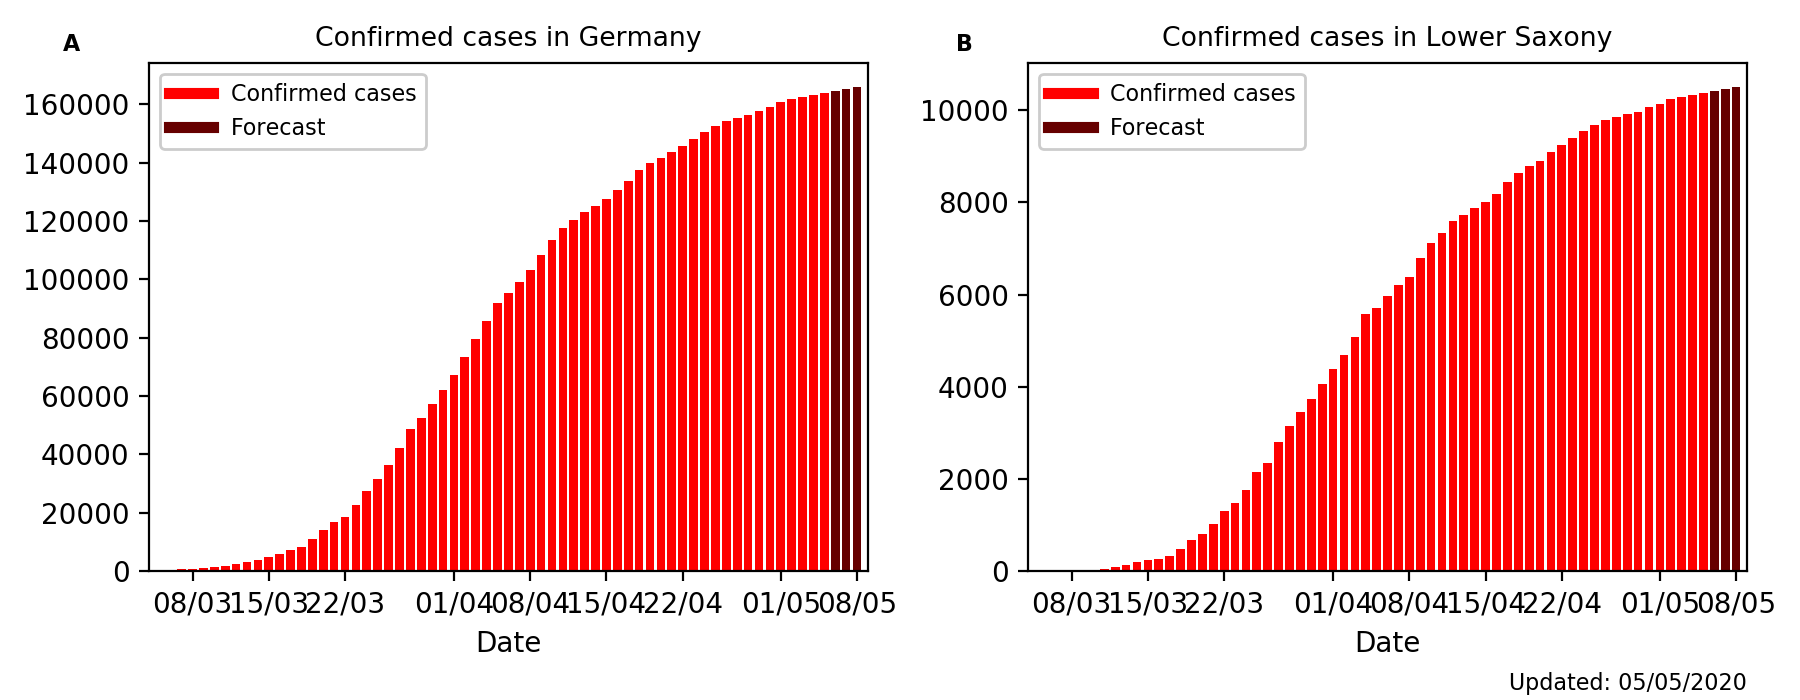 A
Confirmed cases in Germany
Confirmed cases
Forecast
160000
140000
120000
100000
80000
60000
40000
20000
0
08/03 15/03 22/03 01/04 08/04 15/04 22/04 01/05 08/05
Date
B
Confirmed cases in Lower Saxony
Confirmed cases
Forecast
10000
8000
6000
4000
2000
0
08/03 15/03 22/03 01/04 08/04 15/04 22/04 01/05 08/05
Date
Updated: 05/05/2020